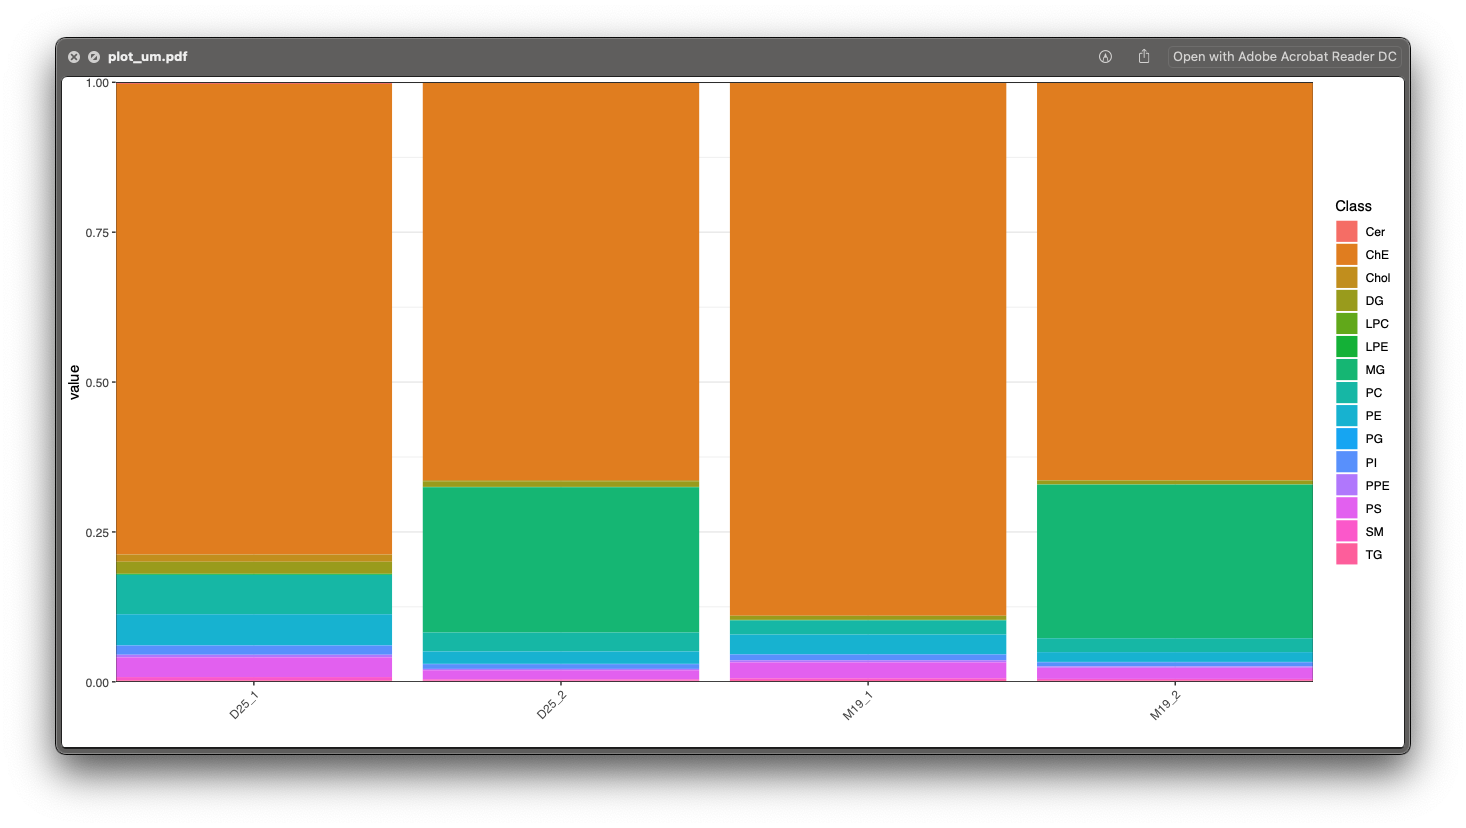 plot_um.pdf
Open with Adobe Acrobat Reader DC
1.00
0.75
0.50
0.25
0.00
value
D25_1
D25_2
M19_1
M19_2
Class
Cer
ChE
Chol
DG
LPC
LPE
MG
PC
PE
PG
PI
PPE
PS
SM
TG